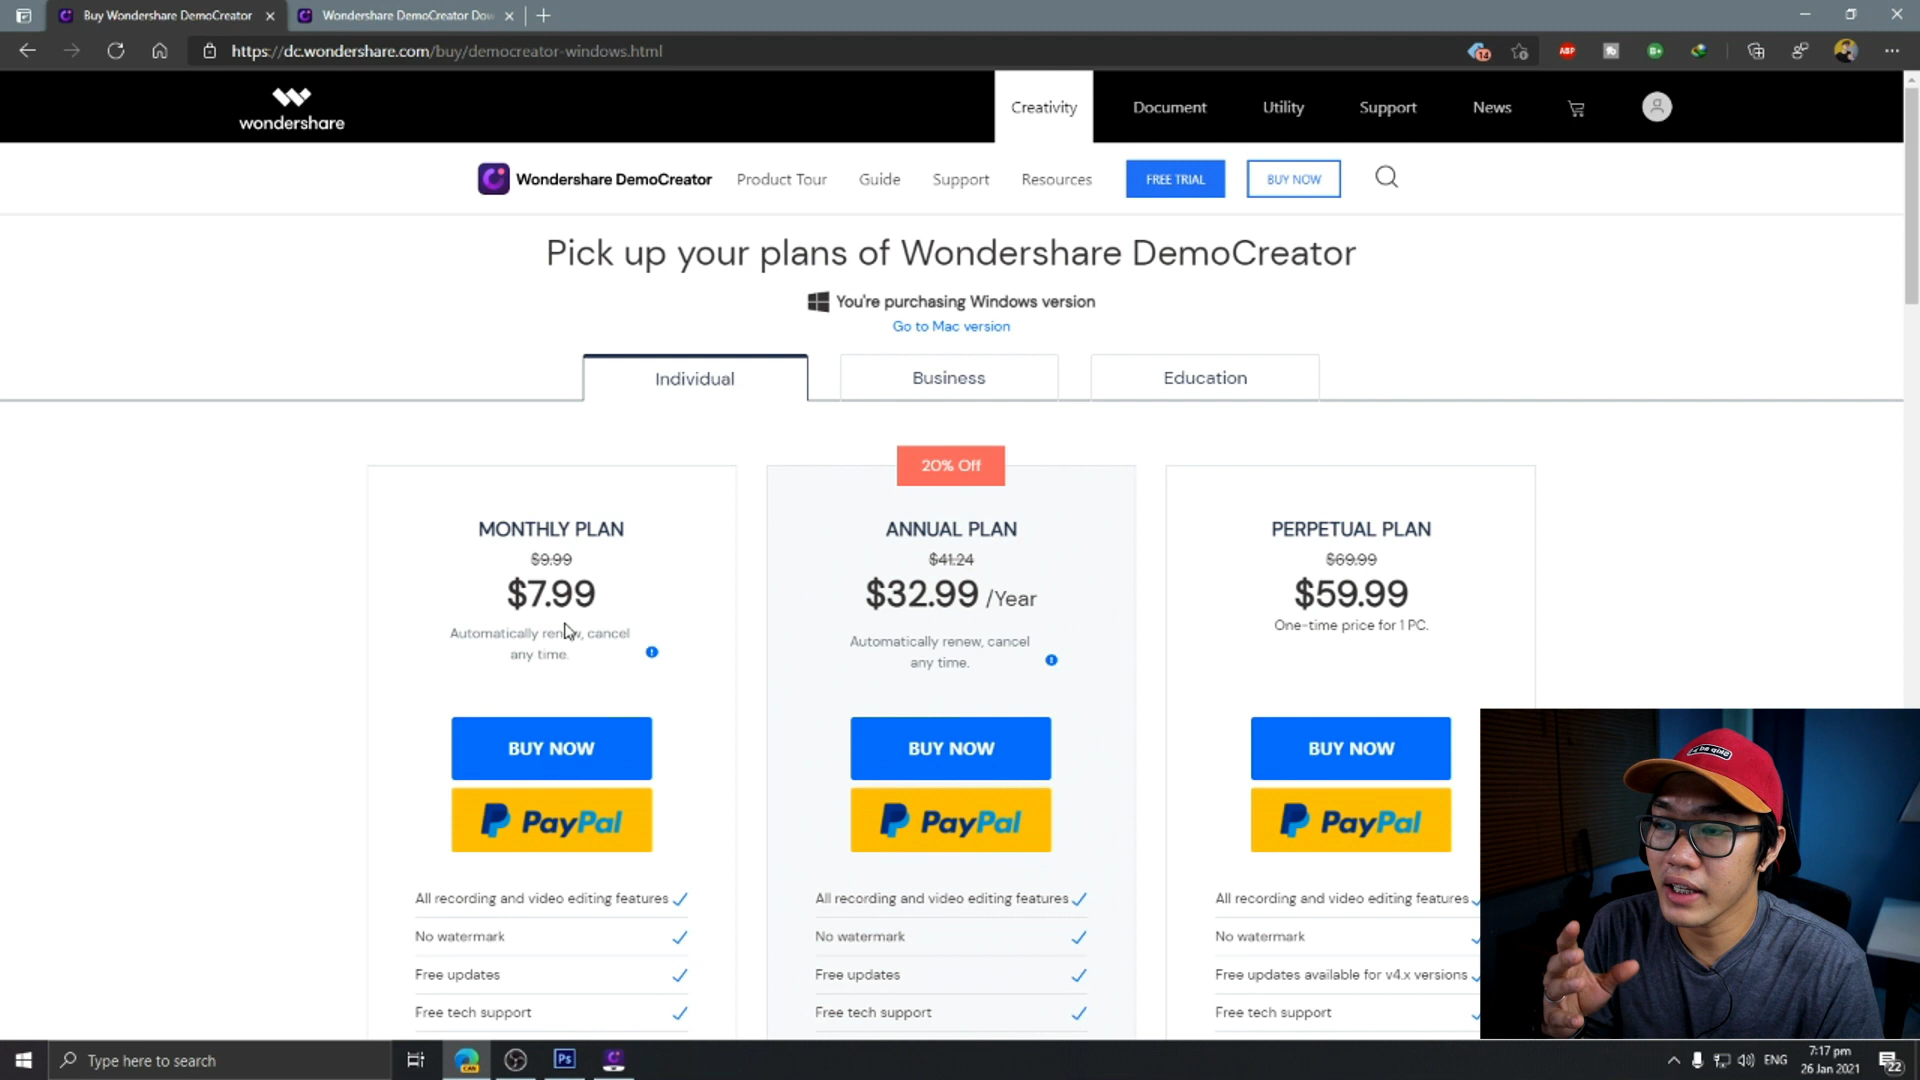 Buy Wondershare DemoCreator
Wondershare DemoCreator Dow
https://dc.wondershare.com/buy/democreator-windows.html
14
ABP
wondershare
Creativity
Document
Utility
Support
News
Wondershare DemoCreator
Product Tour
Guide
Support
Resources
FREE TRIAL
BUY NOW
Pick up your plans of Wondershare DemoCreator
You're purchasing Windows version
Go to Mac version
Individual
Business
Education
MONTHLY PLAN
$9.99
$7.99
Automatically renew, cancel
any time.
BUY NOW
PayPal
All recording and video editing features
No watermark
Free updates
Free tech support
20% Off
ANNUAL PLAN
$41.24
$32.99 /Year
Automatically renew, cancel
any time.
BUY NOW
PayPal
All recording and video editing features
No watermark
Free updates
Free tech support
PERPETUAL PLAN
$69.99
$59.99
One-time price for 1 PC.
BUY NOW
PayPal
All recording and video editing features
No watermark
Free updates available for v4.x versions
Free tech support
Type here to search
CAN
Ps
ENG
7:17 pm
26 Jan 2021
22